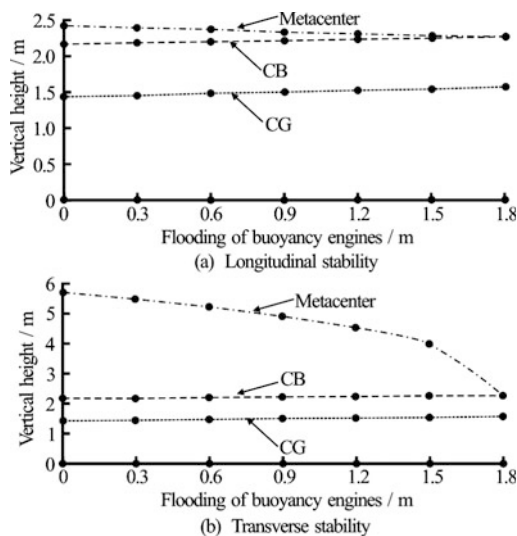 2.5
Metacenter
2.0
CB
1.5
CG
1.0
0.5
0
Vertical height / m
0 0.3 0.6 0.9 1.2 1.5 1.8
Flooding of buoyancy engines / m
(a) Longitudinal stability
6
Metacenter
5
4
3
CB
2
1
CG
0
Vertical height / m
0 0.3 0.6 0.9 1.2 1.5 1.8
Flooding of buoyancy engines / m
(b) Transverse stability